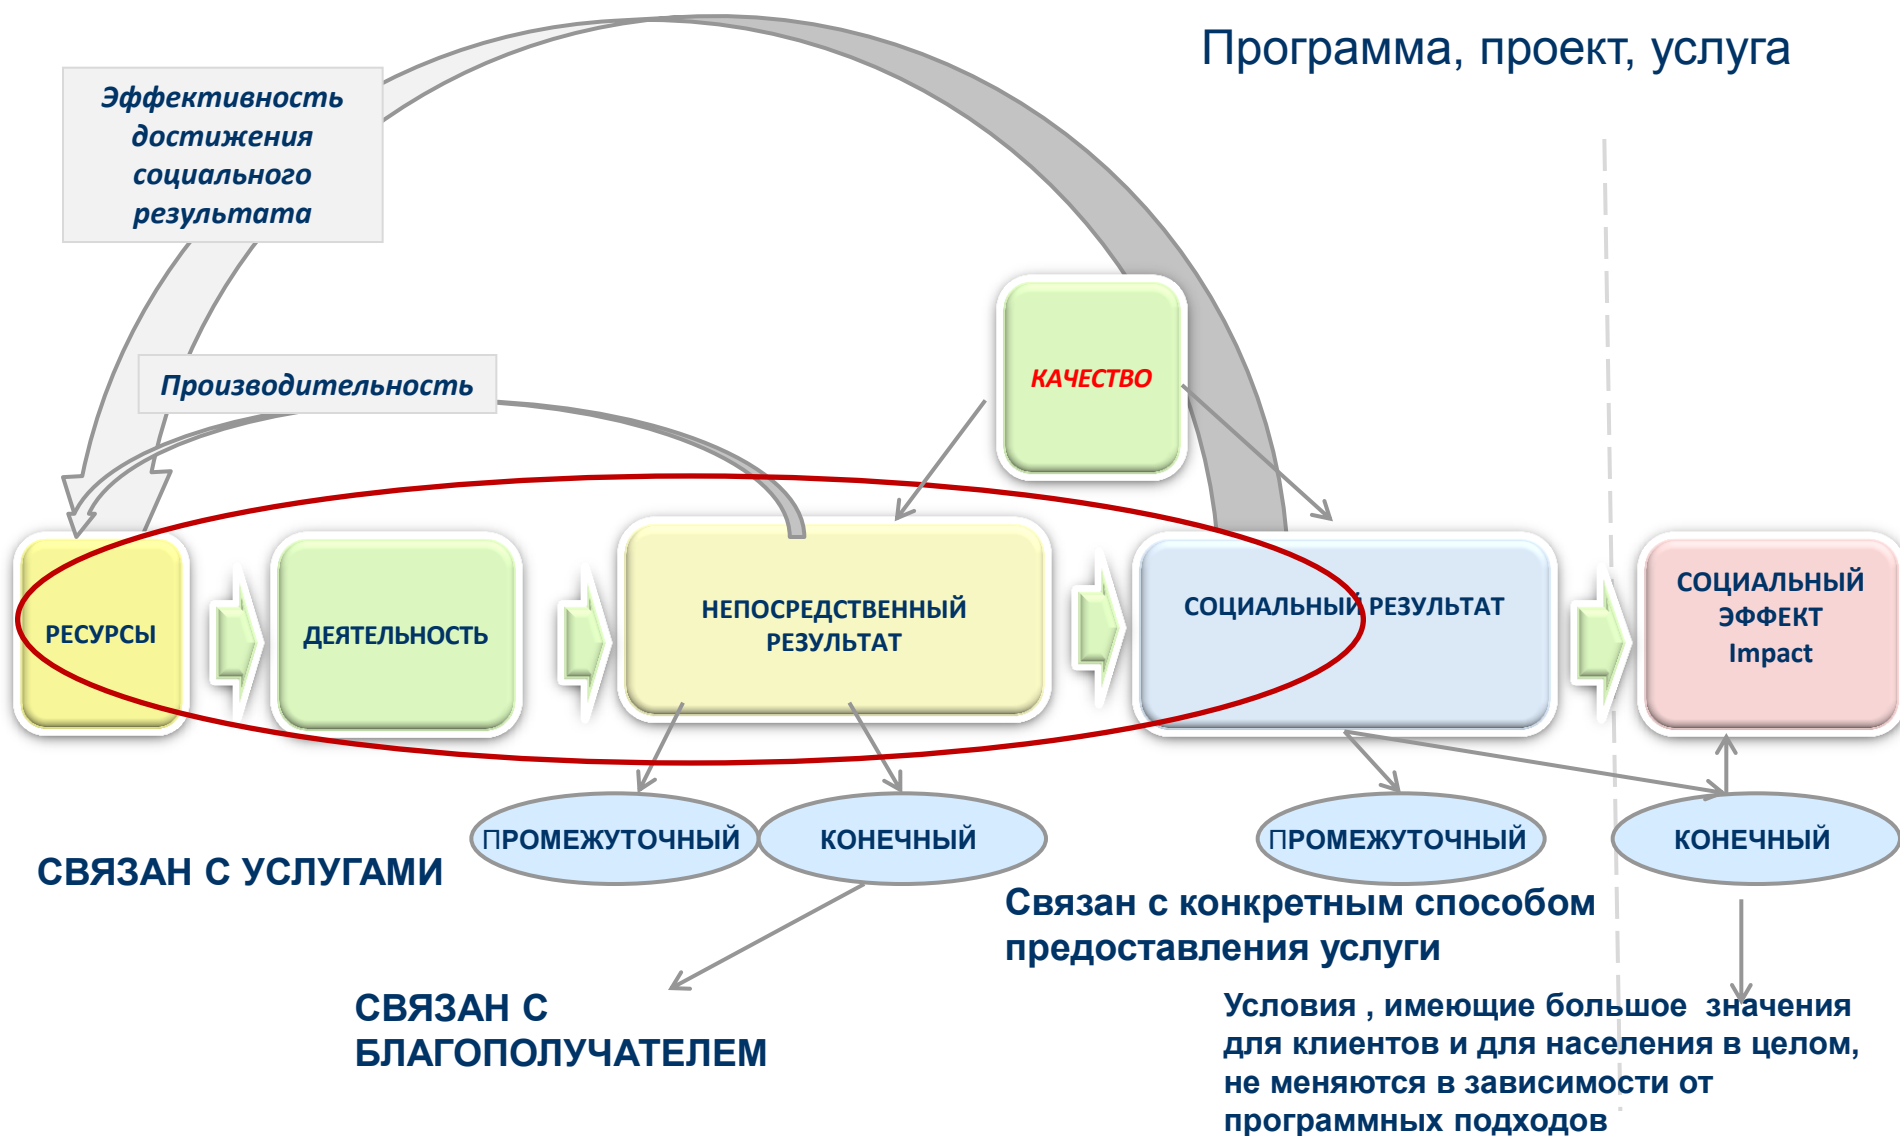 Программа, проект, услуга
Эффективность
достижения
социального
результата
Производительность
КАЧЕСТВО
РЕСУРСЫ
ДЕЯТЕЛЬНОСТЬ
НЕПОСРЕДСТВЕННЫЙ
РЕЗУЛЬТАТ
СОЦИАЛЬНЫЙ РЕЗУЛЬТАТ
СОЦИАЛЬНЫЙ
ЭФФЕКТ
Impact
ПРОМЕЖУТОЧНЫЙ
КОНЕЧНЫЙ
ПРОМЕЖУТОЧНЫЙ
КОНЕЧНЫЙ
СВЯЗАН С УСЛУГАМИ
Связан с конкретным способом
предоставления услуги
СВЯЗАН С
БЛАГОПОЛУЧАТЕЛЕМ
Условия , имеющие большое значения
для клиентов и для населения в целом,
не меняются в зависимости от
программных подходов